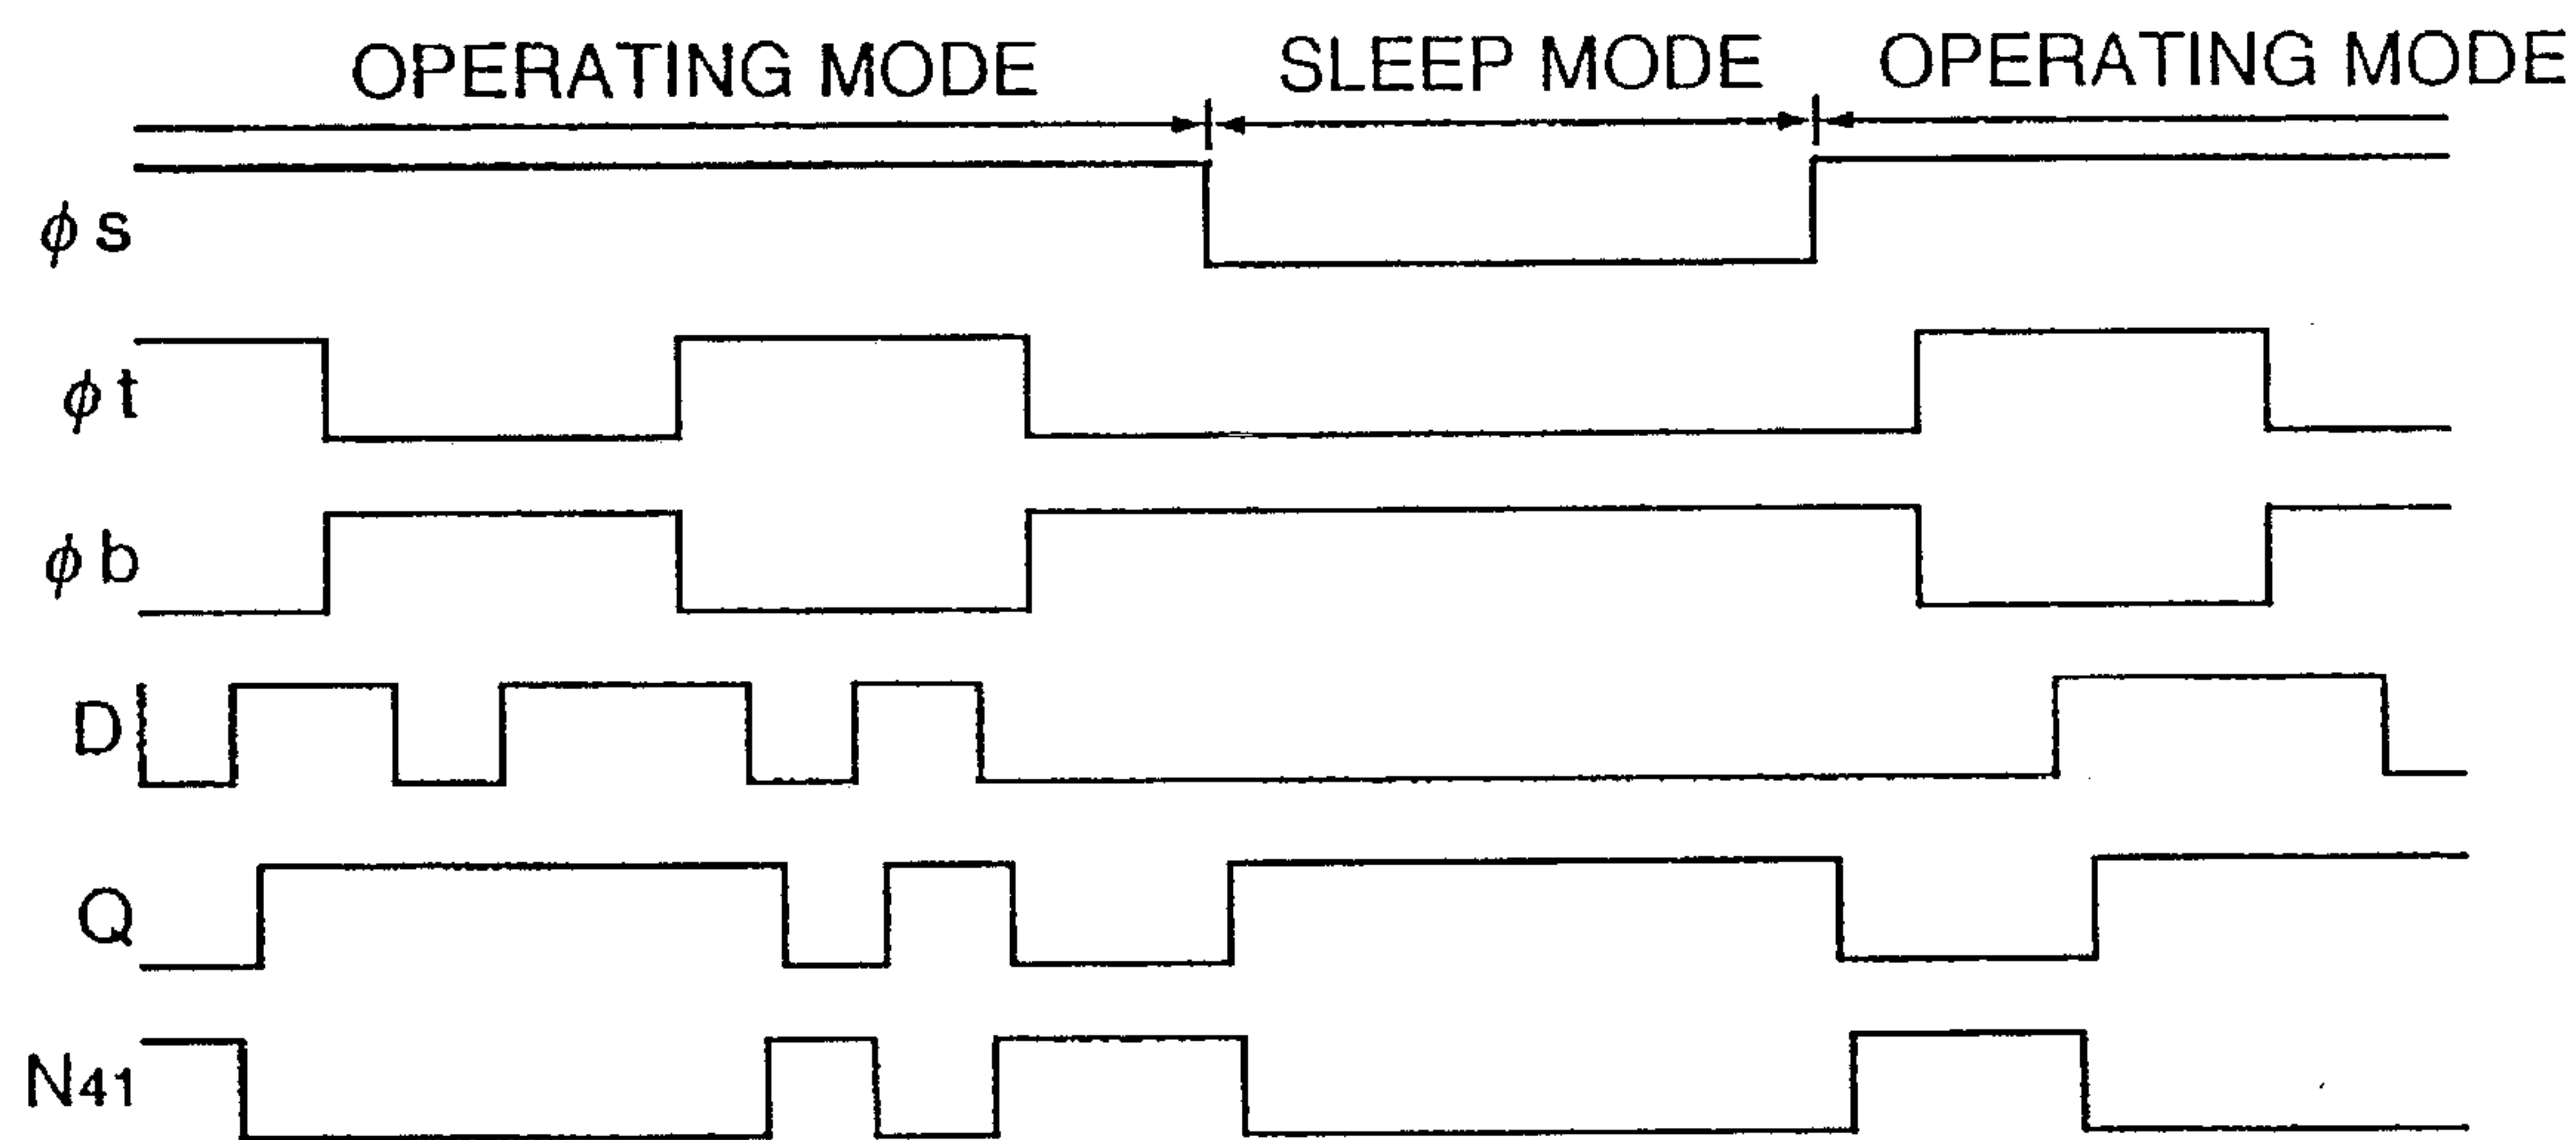 OPERATING MODE SLEEP MODE OPERATING MODE
φs
φt
φb
D
Q
N41